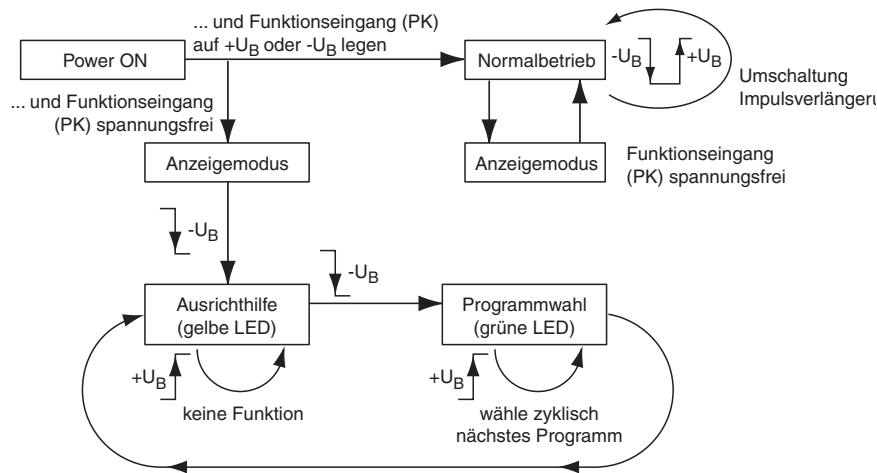 ... und Funktionseingang (PK)
auf +UB oder -UB legen
Power ON
Normalbetrieb
-UB
+UB
Umschaltung
Impulsverlängeru
... und Funktionseingang
(PK) spannungsfrei
Anzeigemodus
Anzeigemodus
Funktionseingang
(PK) spannungsfrei
-UB
-UB
Ausrichthilfe
(gelbe LED)
Programmwahl
(grüne LED)
+UB
keine Funktion
+UB
wähle zyklisch
nächstes Programm